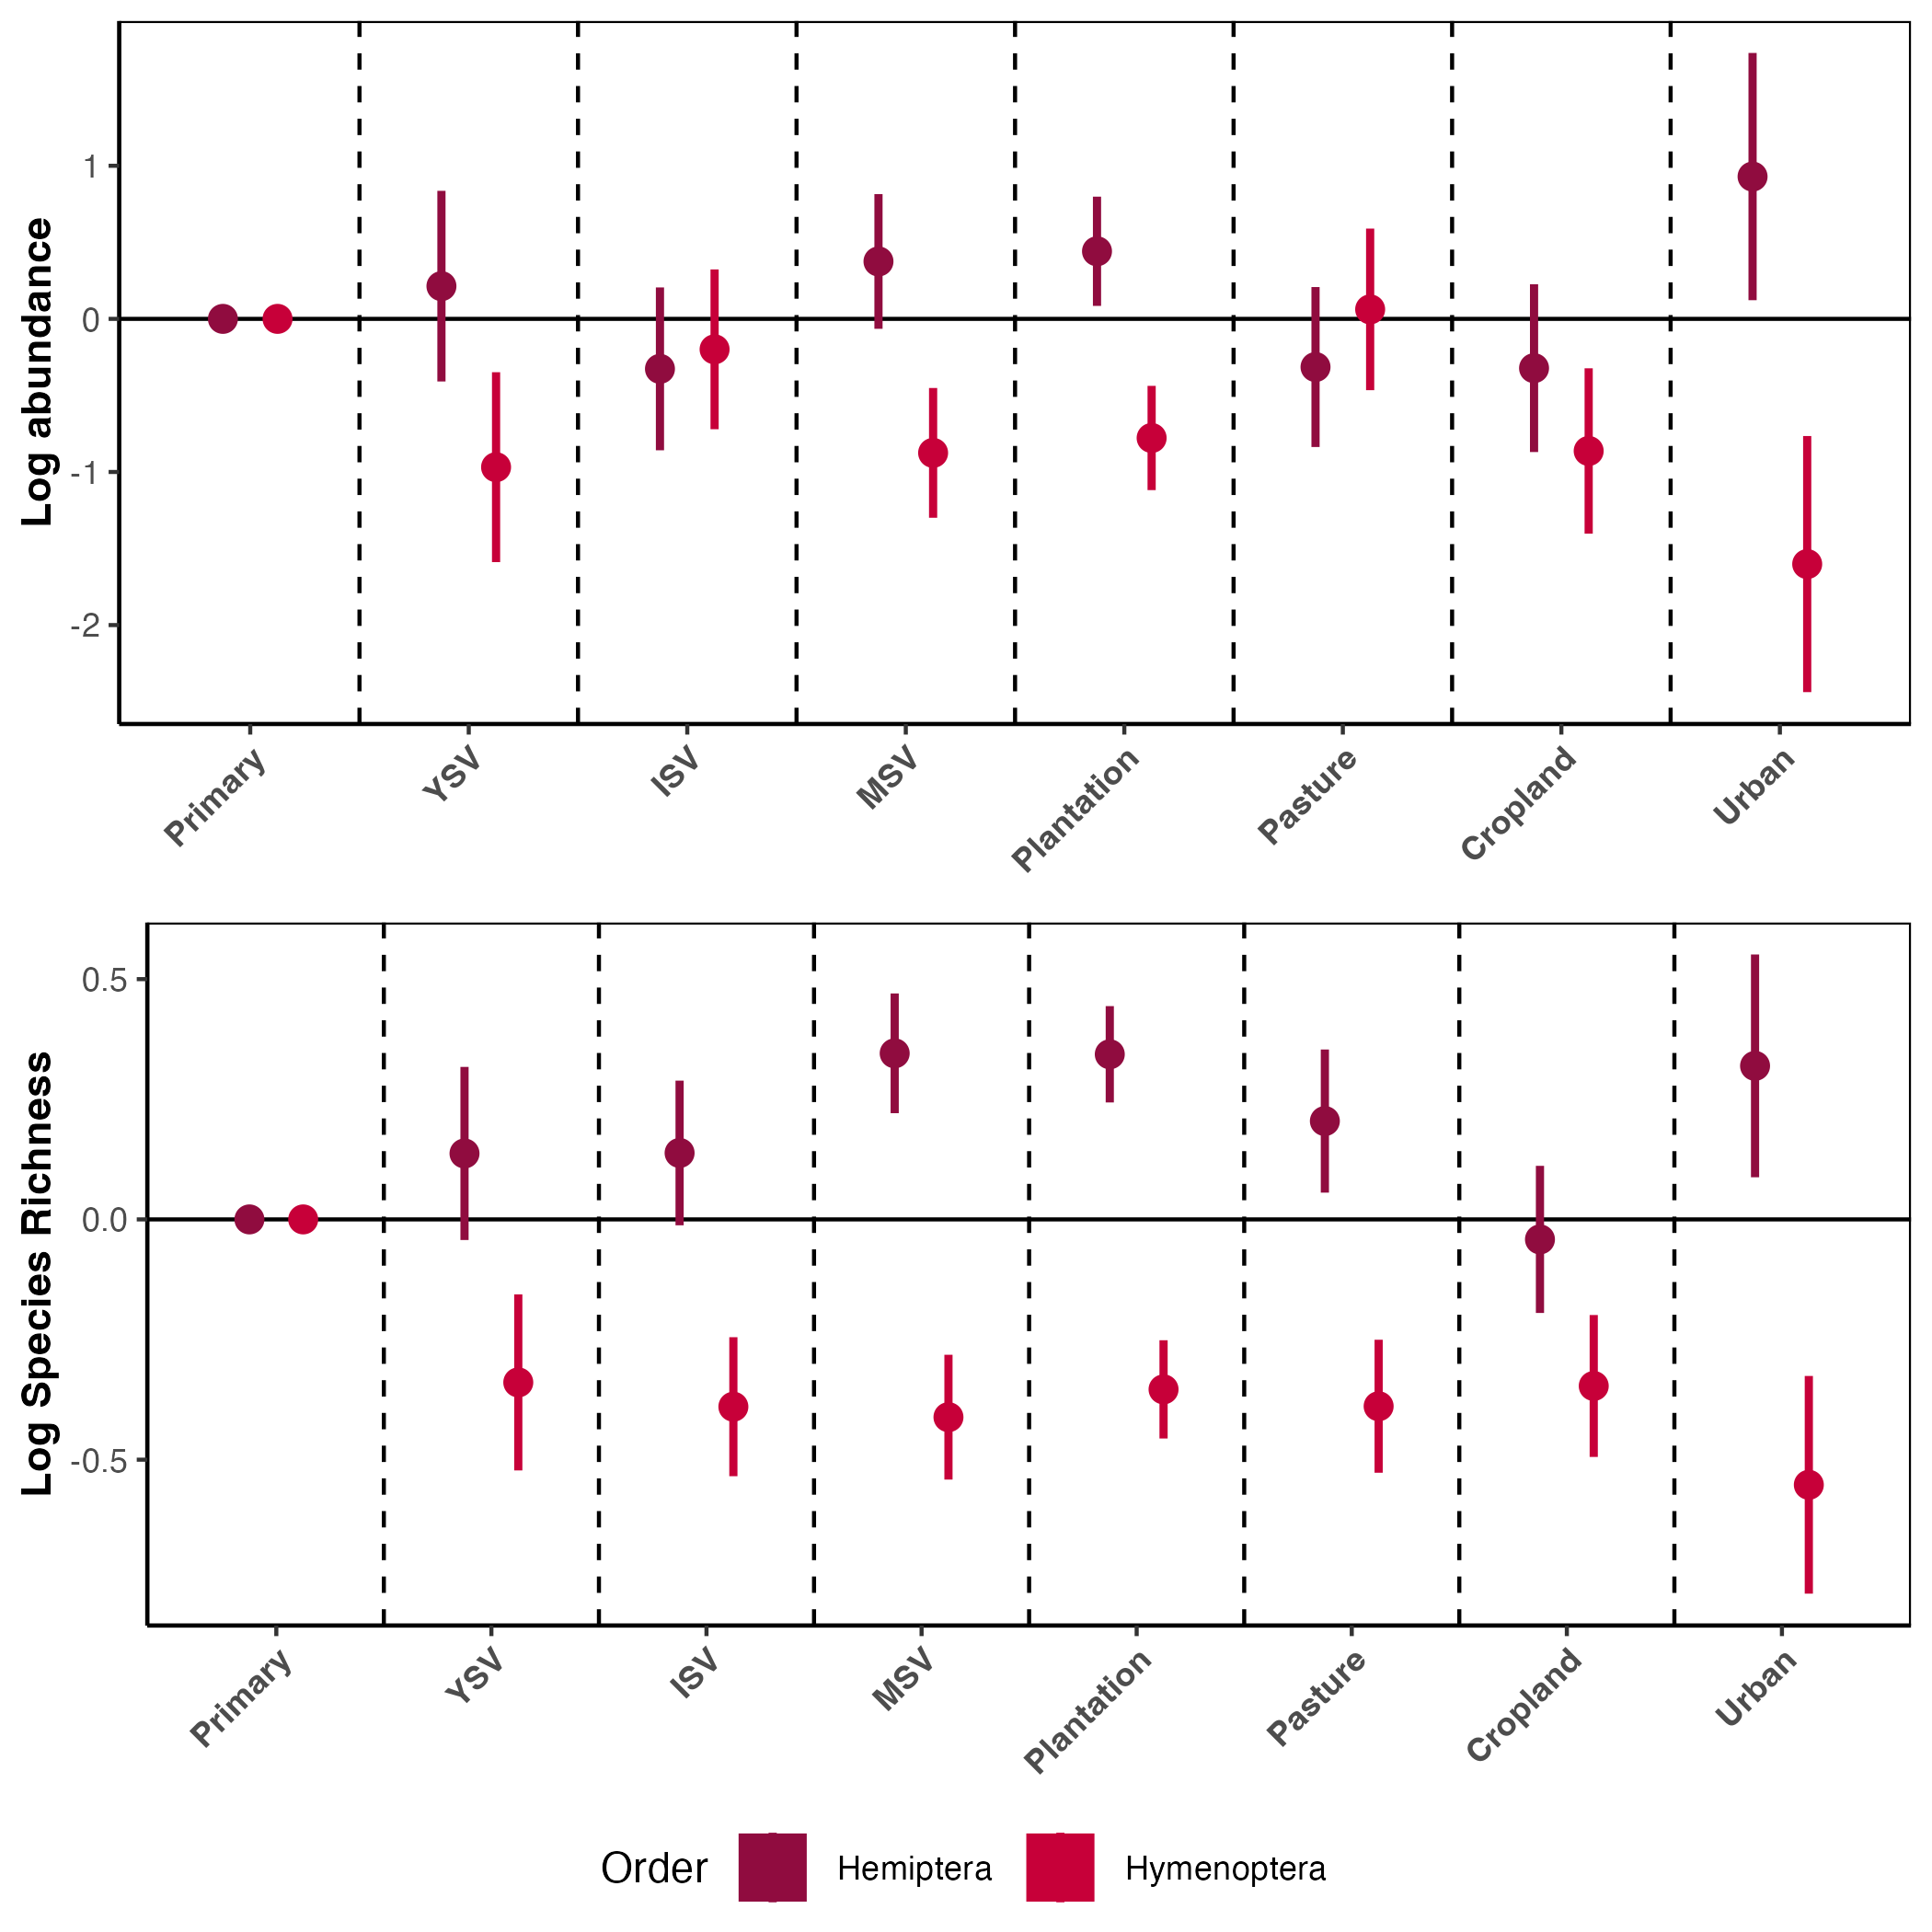 Log abundance
1
0
-1
-2
Primary
YSV
ISV
MSV
Plantation
Pasture
Cropland
Urban
Log Species Richness
0.5
0.0
-0.5
Primary
YSV
ISV
MSV
Plantation
Pasture
Cropland
Urban
Order Hemiptera Hymenoptera